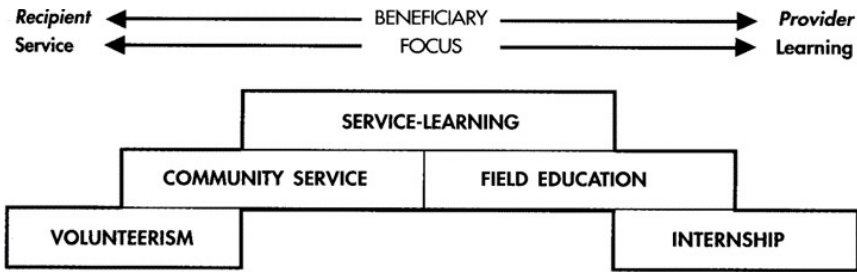 Recipient BENEFICIARY Provider
Service FOCUS Learning
SERVICE-LEARNING
COMMUNITY SERVICE FIELD EDUCATION
VOLUNTEERISM INTERNSHIP